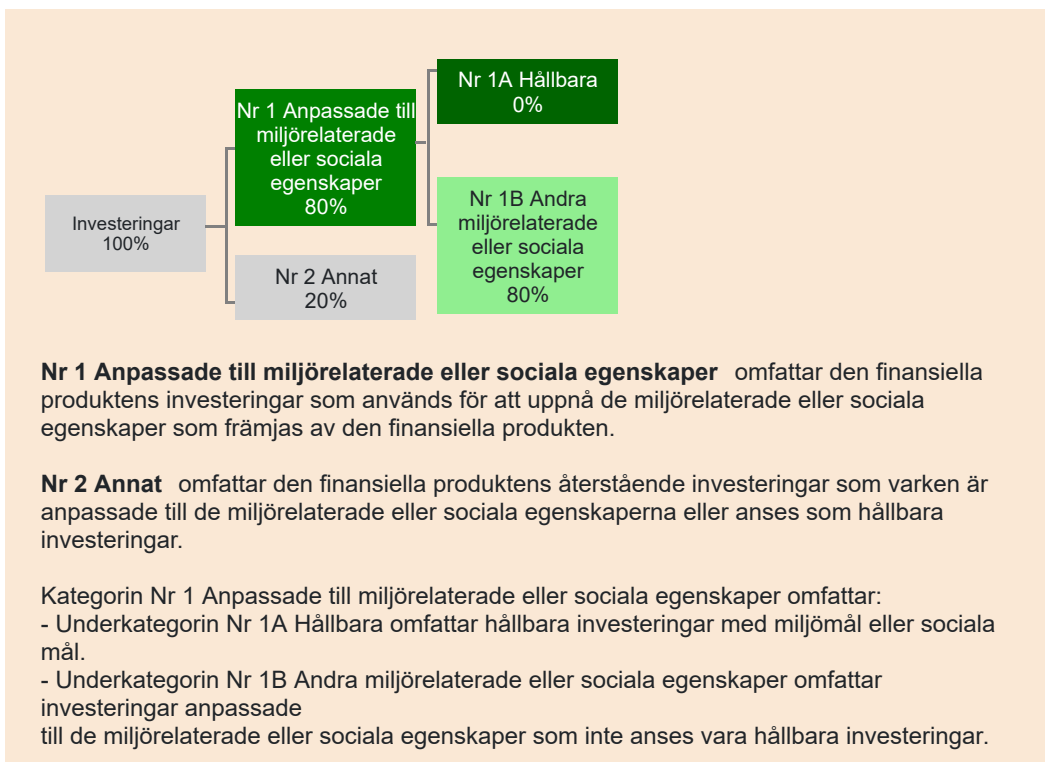 Investeringar
100%
Nr 1 Anpassade till
miljörelaterade
eller sociala
egenskaper
80%
Nr 2 Annat
20%
Nr 1A Hållbara
0%
Nr 1B Andra
miljörelaterade
eller sociala
egenskaper
80%
Nr 1 Anpassade till miljörelaterade eller sociala egenskaper omfattar den finansiella
produktens investeringar som används för att uppnå de miljörelaterade eller sociala
egenskaper som främjas av den finansiella produkten.
Nr 2 Annat omfattar den finansiella produktens återstående investeringar som varken är
anpassade till de miljörelaterade eller sociala egenskaperna eller anses som hållbara
investeringar.
Kategorin Nr 1 Anpassade till miljörelaterade eller sociala egenskaper omfattar:
- Underkategorin Nr 1A Hållbara omfattar hållbara investeringar med miljömål eller sociala
mål.
- Underkategorin Nr 1B Andra miljörelaterade eller sociala egenskaper omfattar
investeringar anpassade
till de miljörelaterade eller sociala egenskaper som inte anses vara hållbara investeringar.